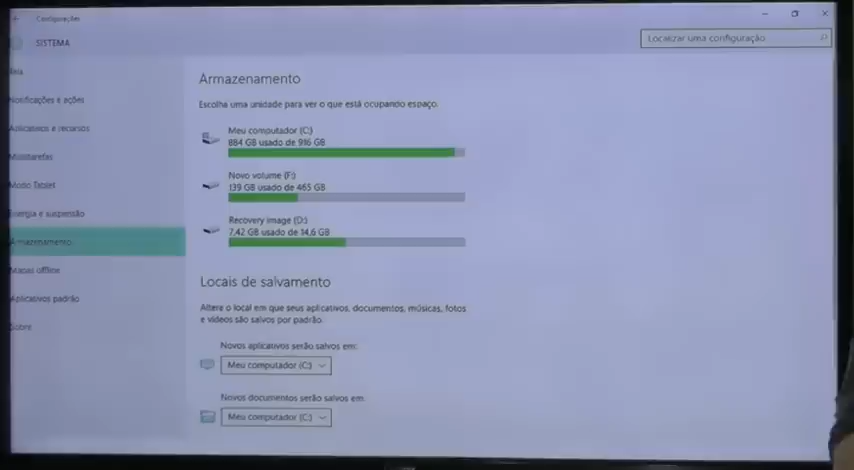 Configurações
SISTEMA
Localizar uma configuração
Tela
Notificações e ações
Aplicativos e recursos
Multitarefas
Modo Tablet
Energia e suspensão
Armazenamento
Mapas offline
Aplicativos padrão
Sobre
Armazenamento
Escolha uma unidade para ver o que está ocupando espaço.
Meu computador (C:)
884 GB usado de 916 GB
Novo volume (F:)
139 GB usado de 465 GB
Recovery image (D:)
7,42 GB usado de 14,6 GB
Locais de salvamento
Altere o local em que seus aplicativos, documentos, músicas, fotos
e vídeos são salvos por padrão.
Novos aplicativos serão salvos em:
Meu computador (C:)
Novos documentos serão salvos em:
Meu computador (C:)